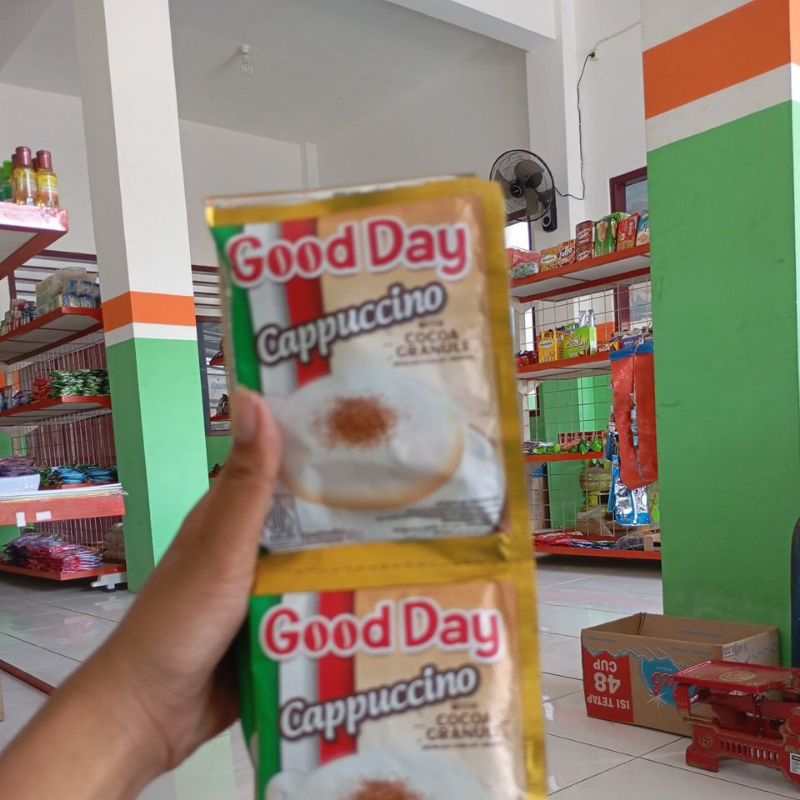 Good Day
Cappuccino
WITH
COCOA
GRANULE
Good Day
Cappuccino
WITH
COCOA
GRANULE
ISI TETAP
48
CUP